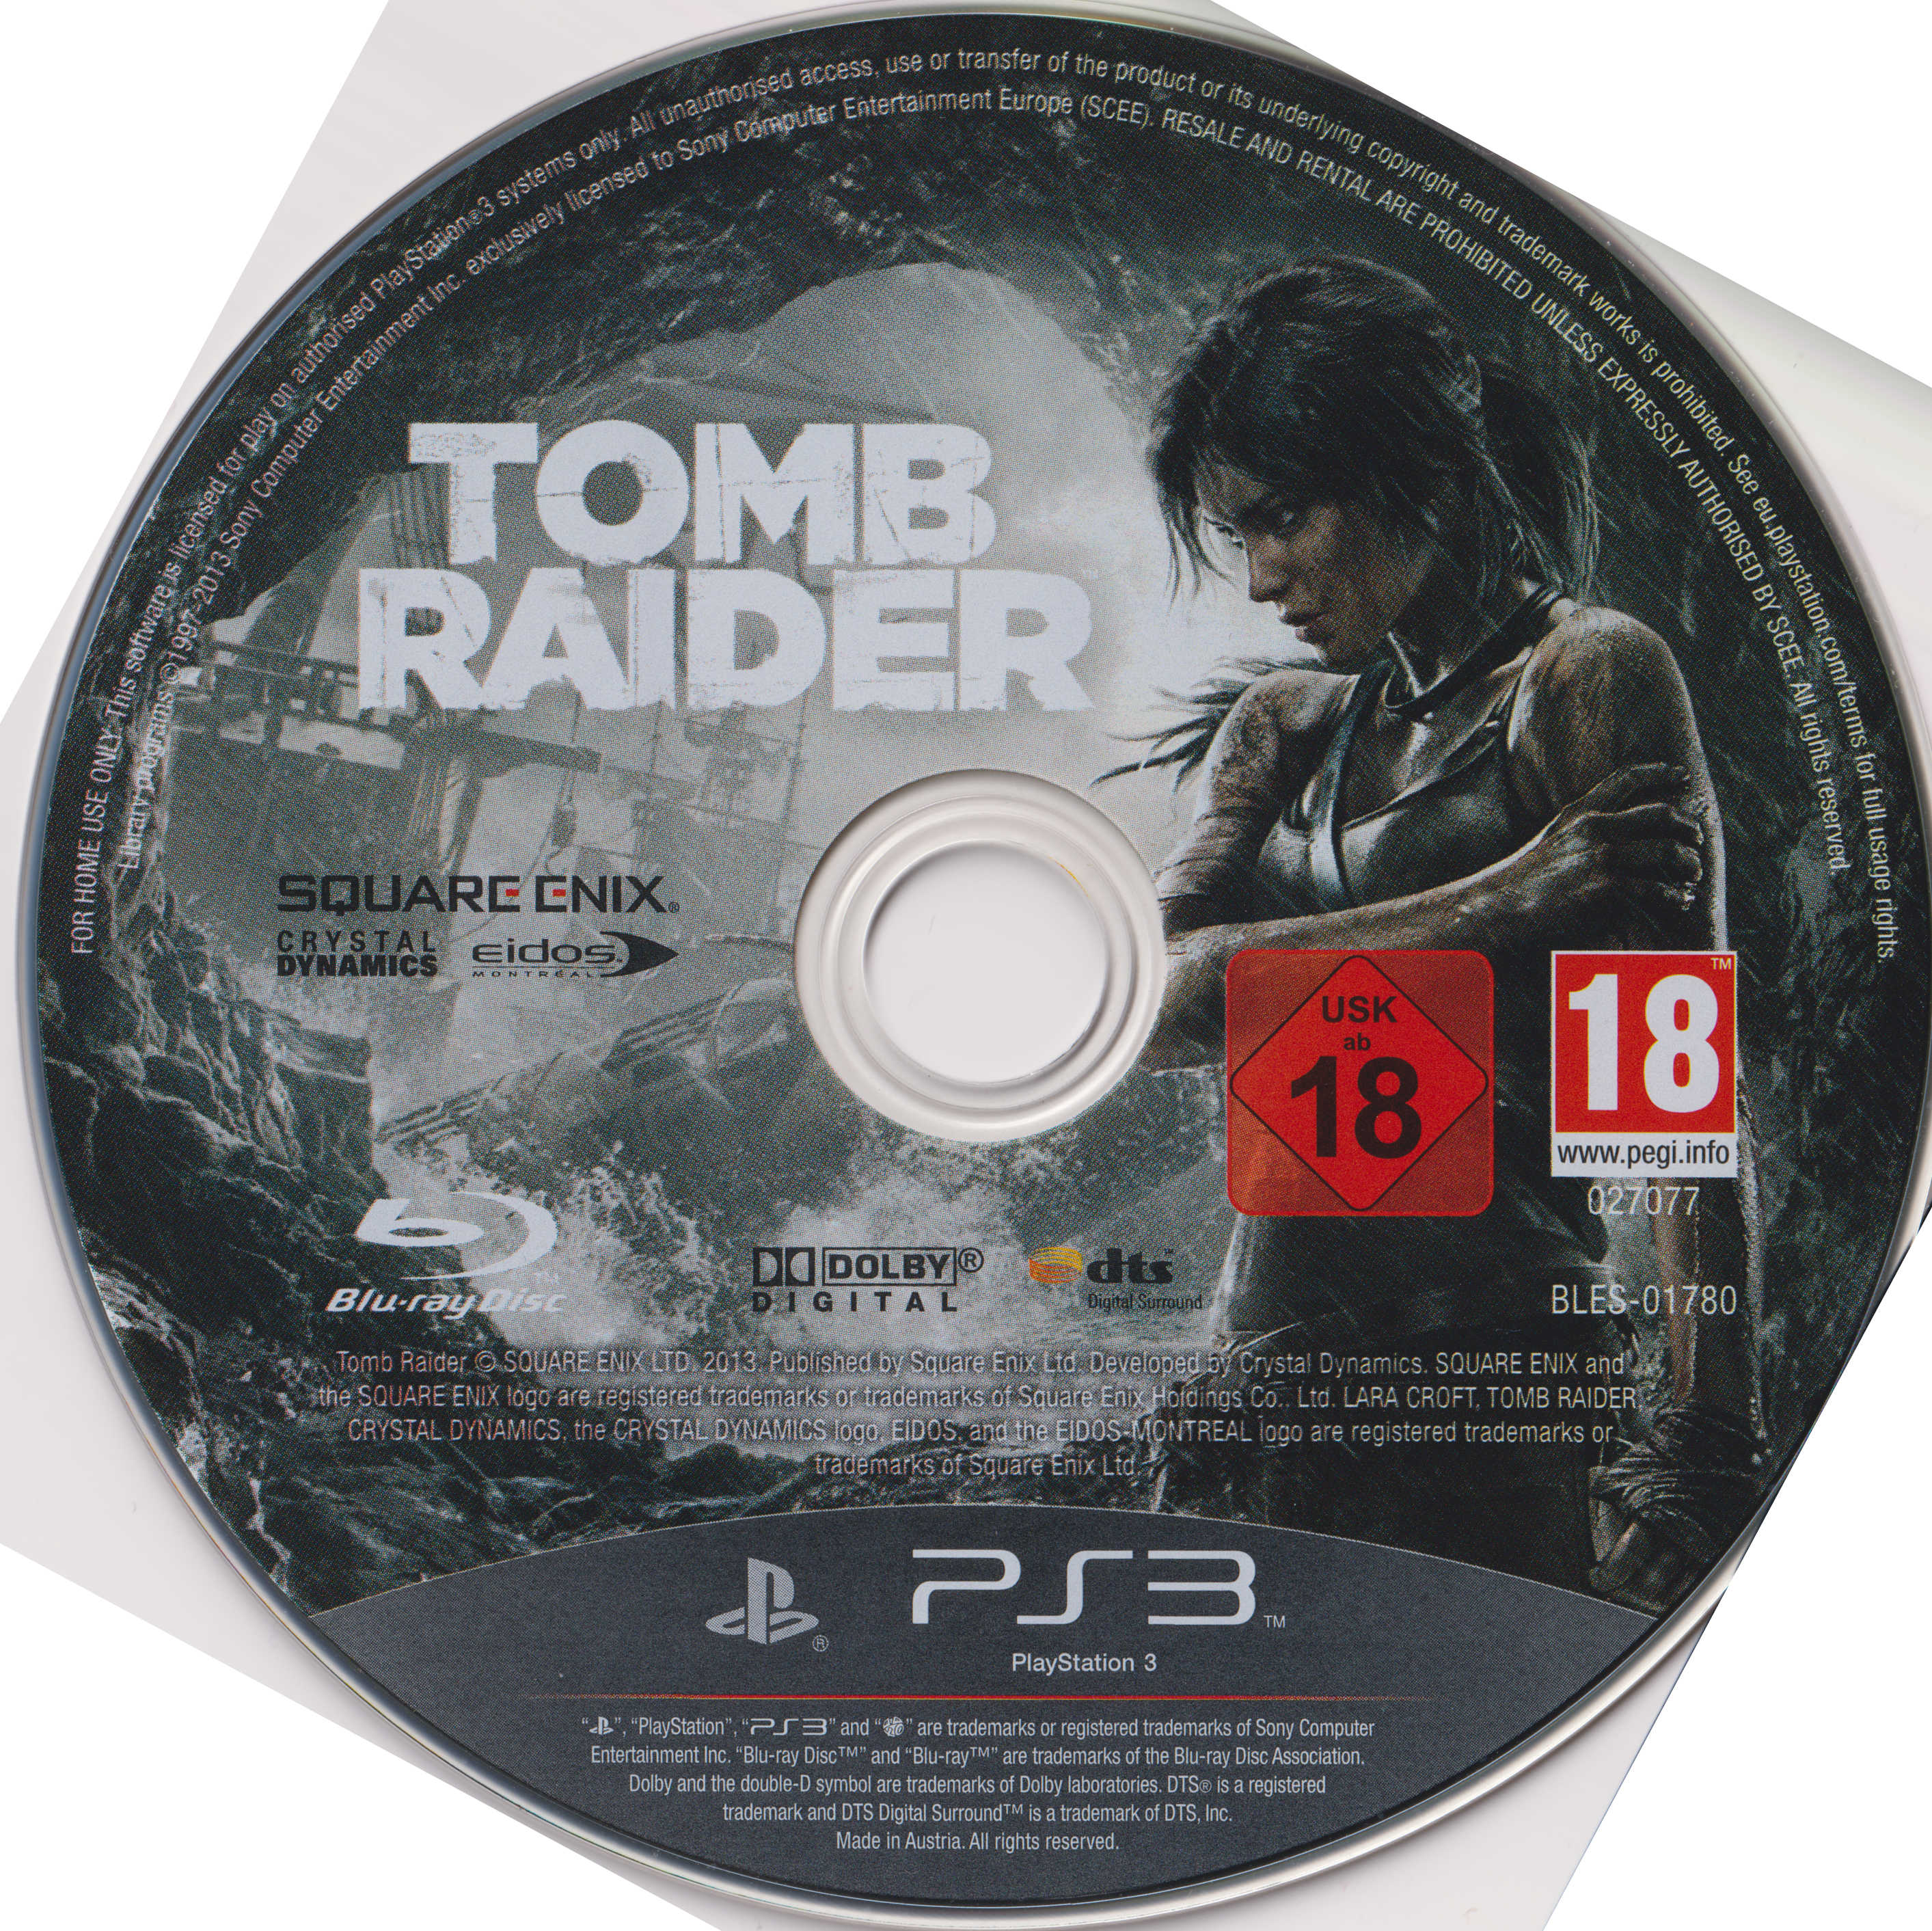 FOR HOME USE ONLY. This software is licensed for play on authorised PlayStation®3 systems only. All unauthorised access, use or transfer of the product or its underlying copyright and trademark works is prohibited. See eu.playstation.com/terms for full usage rights.
Library programs ©1997-2013 Sony Computer Entertainment Inc. exclusively licensed to Sony Computer Entertainment Europe (SCEE). RESALE AND RENTAL ARE PROHIBITED UNLESS EXPRESSLY AUTHORISED BY SCEE. All rights reserved.
TOMB
RAIDER
SQUARE ENIX®
CRYSTAL
DYNAMICS
eidos
MONTRÉAL
USK
ab
18
18™
www.pegi.info
027077
Blu-ray Disc™
DOLBY®
DIGITAL
dts™
Digital Surround
BLES-01780
Tomb Raider © SQUARE ENIX LTD. 2013. Published by Square Enix Ltd. Developed by Crystal Dynamics. SQUARE ENIX and
the SQUARE ENIX logo are registered trademarks or trademarks of Square Enix Holdings Co., Ltd. LARA CROFT, TOMB RAIDER,
CRYSTAL DYNAMICS, the CRYSTAL DYNAMICS logo, EIDOS, and the EIDOS-MONTREAL logo are registered trademarks or
trademarks of Square Enix Ltd.
®
PS3™
PlayStation 3
“ ”, “PlayStation”, “PS3” and “ ” are trademarks or registered trademarks of Sony Computer
Entertainment Inc. “Blu-ray Disc™” and “Blu-ray™” are trademarks of the Blu-ray Disc Association.
Dolby and the double-D symbol are trademarks of Dolby laboratories. DTS® is a registered
trademark and DTS Digital Surround™ is a trademark of DTS, Inc.
Made in Austria. All rights reserved.